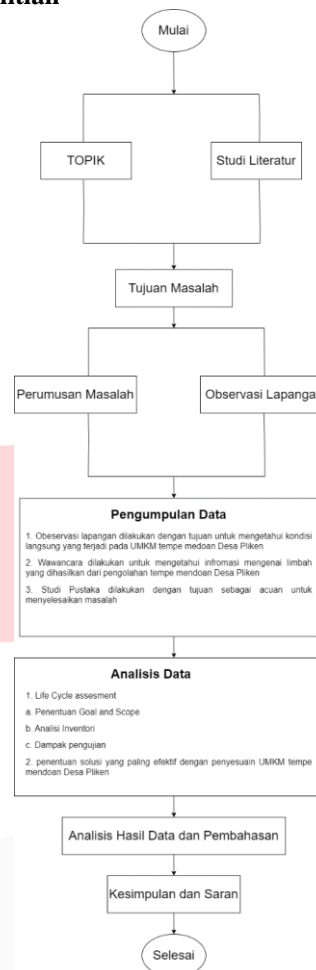 Mulai
TOPIK
Studi Literatur
Tujuan Masalah
Perumusan Masalah
Observasi Lapangan
Pengumpulan Data
1. Obeservasi lapangan dilakukan dengan tujuan untuk mengetahui kondisi
langsung yang terjadi pada UMKM tempe medoan Desa Pliken
2. Wawancara dilakukan untuk mengetahui infromasi mengenai limbah
yang dihasilkan dari pengolahan tempe mendoan Desa Pliken
3. Studi Pustaka dilakukan dengan tujuan sebagai acuan untuk
menyelesaikan masalah
Analisis Data
1. Life Cycle assesment
a. Penentuan Goal and Scope
b. Analisi Inventori
c. Dampak pengujian
2. penentuan solusi yang paling efektif dengan penyesuain UMKM tempe
mendoan Desa Pliken
Analisis Hasil Data dan Pembahasan
Kesimpulan dan Saran
Selesai